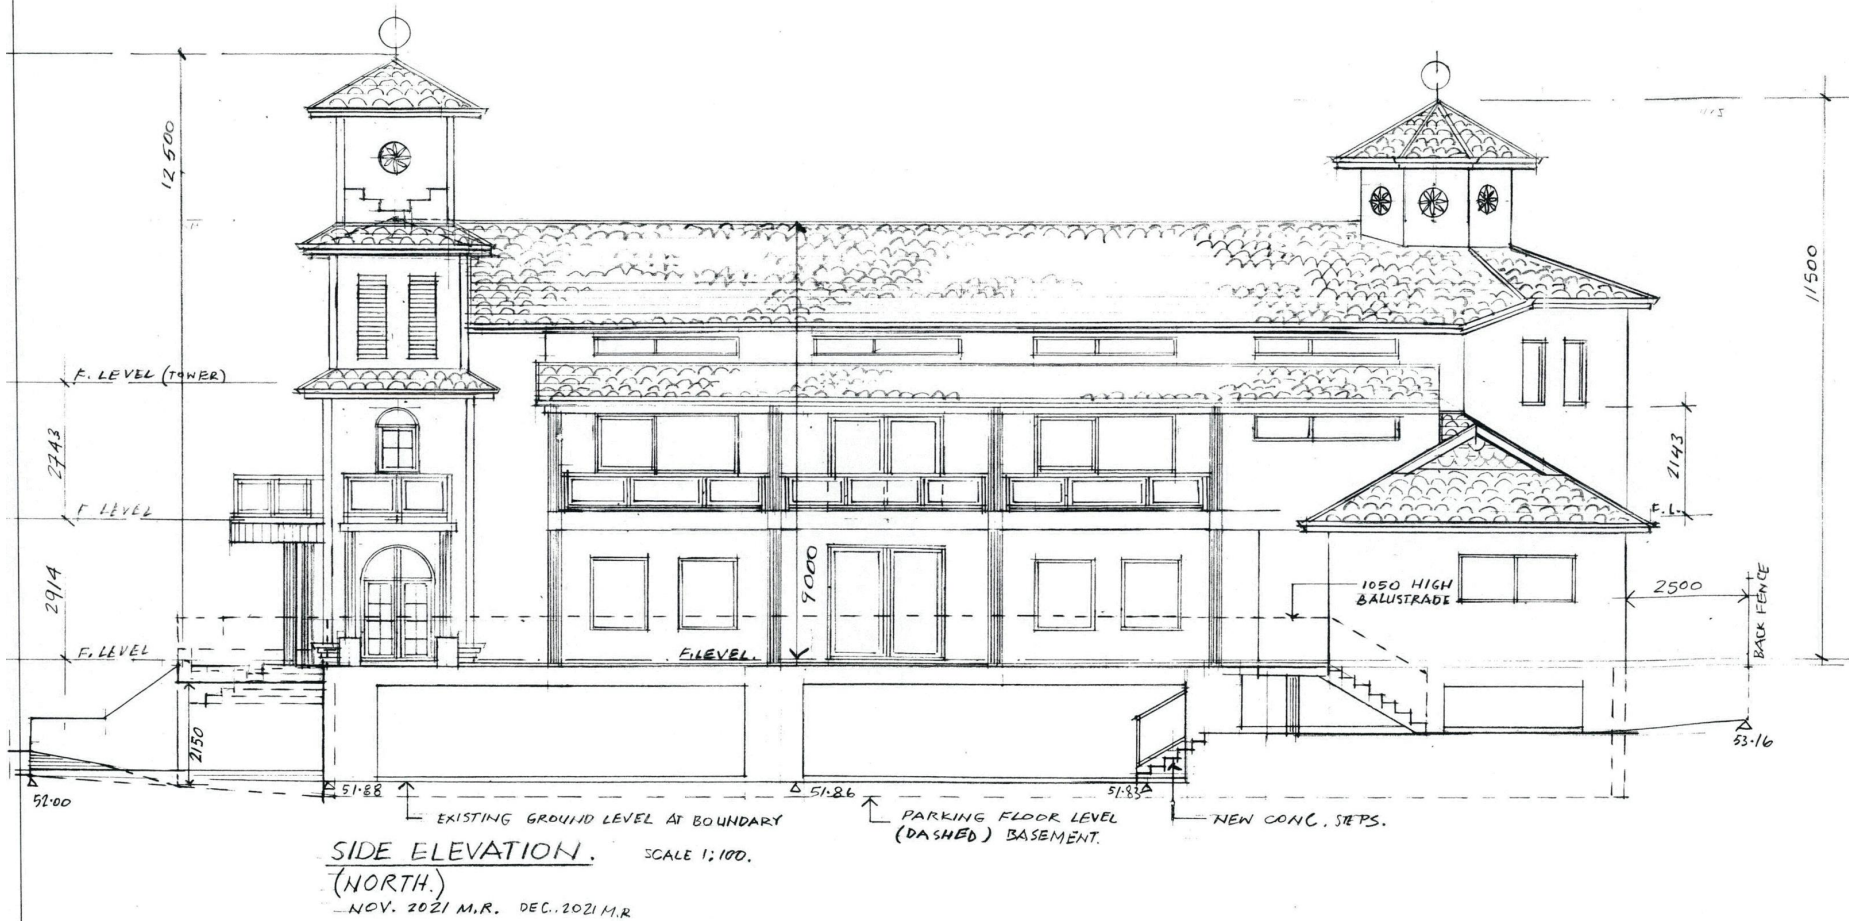 12500
11500
F. LEVEL (TOWER)
2743
2143
F. LEVEL
F.L.
2914
9000
1050 HIGH
BALUSTRADE
2500
BACK FENCE
F. LEVEL
F. LEVEL.
2150
52.00
51.88
51.86
51.83
53.16
EXISTING GROUND LEVEL AT BOUNDARY
PARKING FLOOR LEVEL
(DASHED) BASEMENT.
NEW CONC. STEPS.
SIDE ELEVATION.
SCALE 1:100.
(NORTH.)
NOV. 2021 M.R. DEC. 2021 M.R